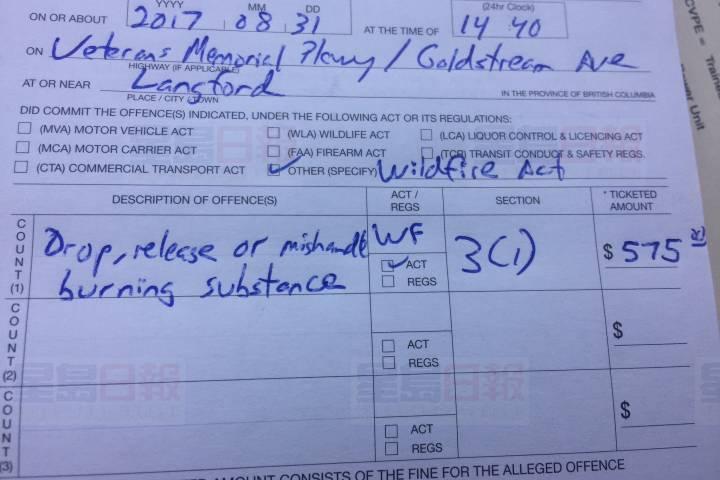 YYYY MM DD (24hr Clock)
ON OR ABOUT 2017 08 31 AT THE TIME OF 14 40
ON Veterans Memorial Pkwy / Goldstream Ave
HIGHWAY (IF APPLICABLE)
AT OR NEAR Langford IN THE PROVINCE OF BRITISH COLUMBIA
PLACE / CITY / TOWN
DID COMMIT THE OFFENCE(S) INDICATED, UNDER THE FOLLOWING ACT OR ITS REGULATIONS:
(MVA) MOTOR VEHICLE ACT (WLA) WILDLIFE ACT (LCA) LIQUOR CONTROL & LICENCING ACT
(MCA) MOTOR CARRIER ACT (FAA) FIREARM ACT (TCR) TRANSIT CONDUCT & SAFETY REGS.
(CTA) COMMERCIAL TRANSPORT ACT OTHER (SPECIFY) Wildfire Act
DESCRIPTION OF OFFENCE(S) ACT / REGS SECTION * TICKETED AMOUNT
COUNT (1) Drop, release or mishandle WF 3(1) $ 575
burning substance ACT
REGS
COUNT (2) ACT $
REGS
COUNT (3) ACT $
REGS
AMOUNT CONSISTS OF THE FINE FOR THE ALLEGED OFFENCE
星島日報
星島日報
星島日報